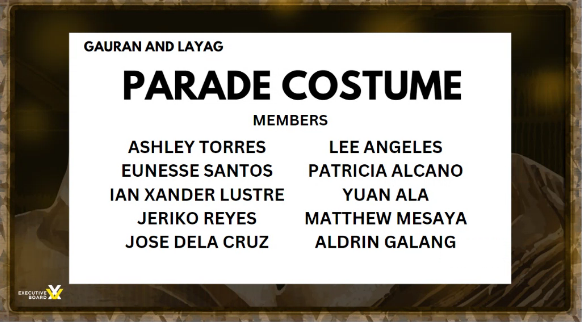 GAURAN AND LAYAG
PARADE COSTUME
MEMBERS
ASHLEY TORRES
EUNESSE SANTOS
IAN XANDER LUSTRE
JERIKO REYES
JOSE DELA CRUZ
LEE ANGELES
PATRICIA ALCANO
YUAN ALA
MATTHEW MESAYA
ALDRIN GALANG
EXECUTIVE
BOARD